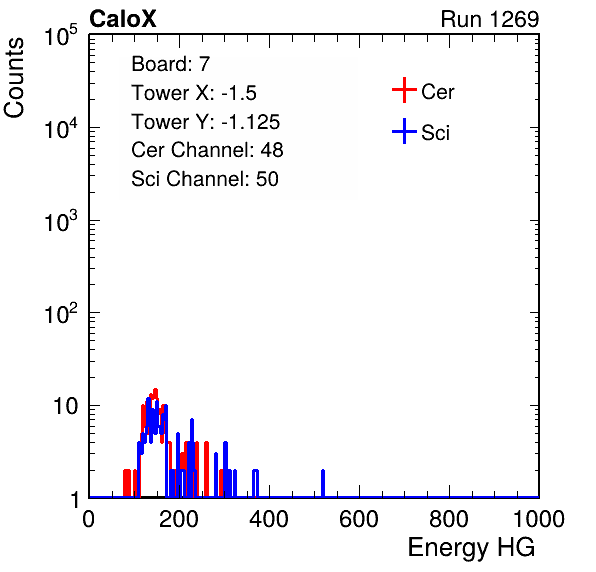 CaloX Run 1269
Counts
10^5
10^4
10^3
10^2
10
1
Board: 7
Tower X: -1.5
Tower Y: -1.125
Cer Channel: 48
Sci Channel: 50
Cer
Sci
0 200 400 600 800 1000
Energy HG